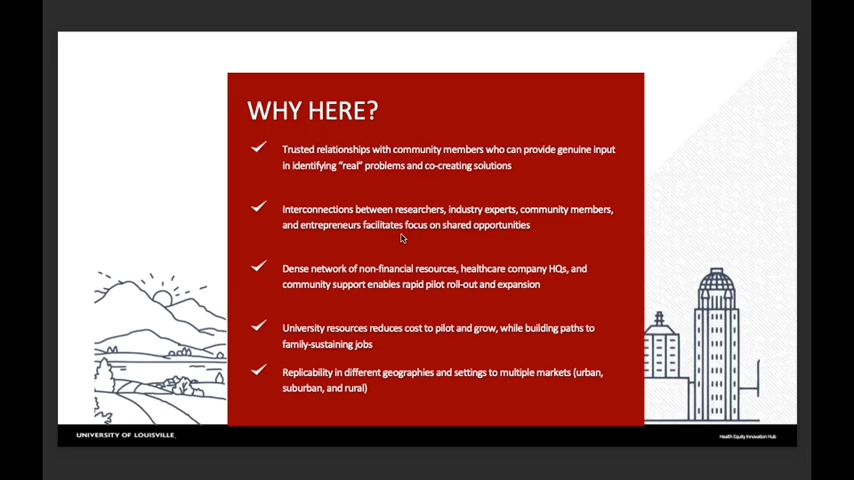 WHY HERE?
Trusted relationships with community members who can provide genuine input
in identifying “real” problems and co-creating solutions
Interconnections between researchers, industry experts, community members,
and entrepreneurs facilitates focus on shared opportunities
Dense network of non-financial resources, healthcare company HQs, and
community support enables rapid pilot roll-out and expansion
University resources reduces cost to pilot and grow, while building paths to
family-sustaining jobs
Replicability in different geographies and settings to multiple markets (urban,
suburban, and rural)
UNIVERSITY OF LOUISVILLE.
Health Equity Innovation Hub